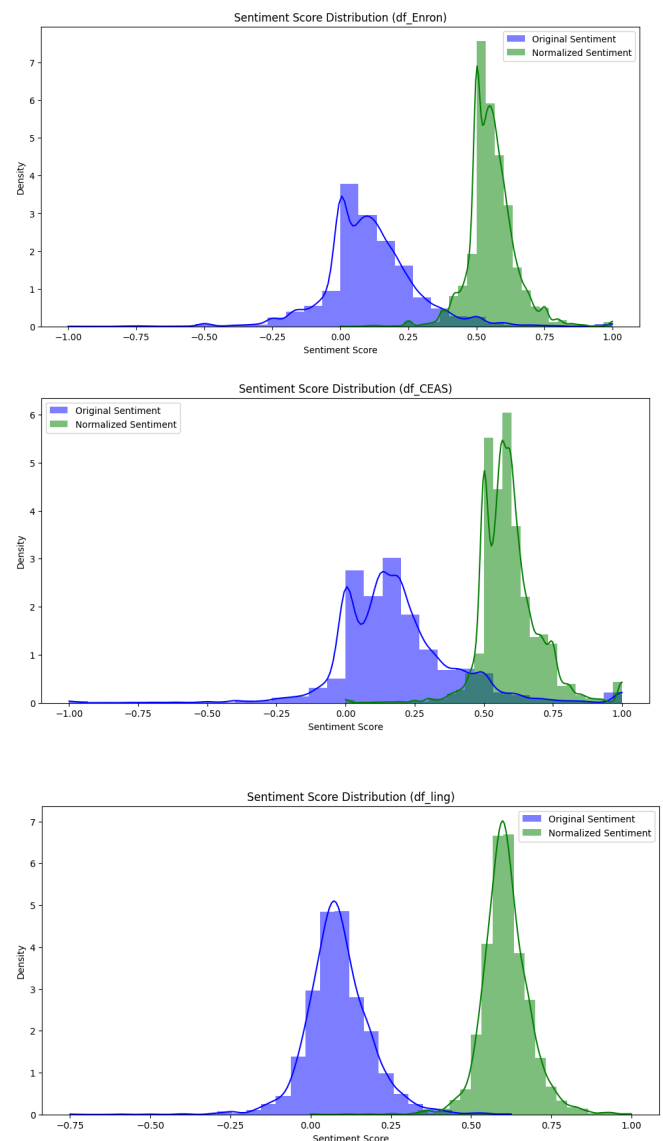 Sentiment Score Distribution (df_Enron)
Original Sentiment
Normalized Sentiment
7
6
5
4
3
2
1
0
Density
−1.00 −0.75 −0.50 −0.25 0.00 0.25 0.50 0.75 1.00
Sentiment Score
Sentiment Score Distribution (df_CEAS)
Original Sentiment
Normalized Sentiment
6
5
4
3
2
1
0
Density
−1.00 −0.75 −0.50 −0.25 0.00 0.25 0.50 0.75 1.00
Sentiment Score
Sentiment Score Distribution (df_ling)
Original Sentiment
Normalized Sentiment
7
6
5
4
3
2
1
0
Density
−0.75 −0.50 −0.25 0.00 0.25 0.50 0.75 1.00
Sentiment Score